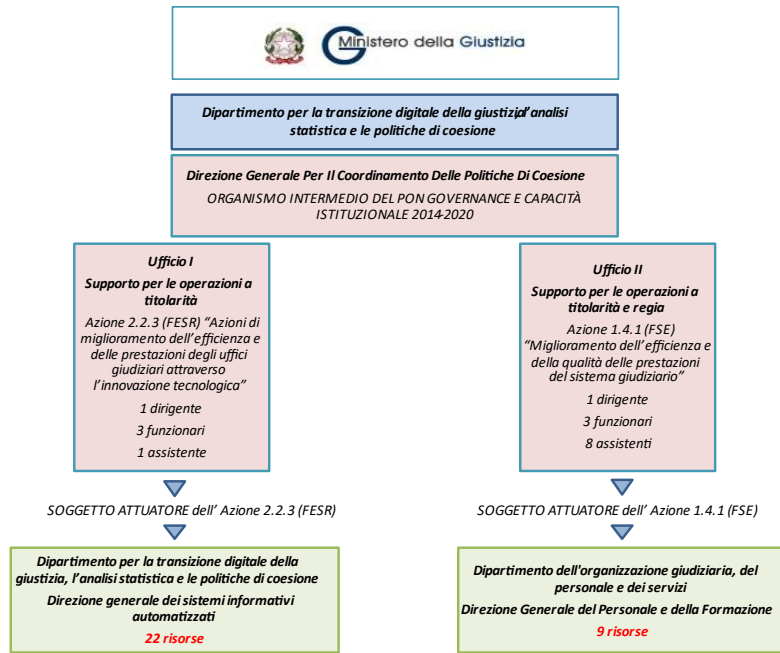 Ministero della Giustizia
Dipartimento per la transizione digitale della giustizia,l'analisi
statistica e le politiche di coesione
Direzione Generale Per Il Coordinamento Delle Politiche Di Coesione
ORGANISMO INTERMEDIO DEL PON GOVERNANCE E CAPACITÀ
ISTITUZIONALE 2014-2020
Ufficio I
Supporto per le operazioni a
titolarità
Azione 2.2.3 (FESR) “Azioni di
miglioramento dell’efficienza e
delle prestazioni degli uffici
giudiziari attraverso
l’innovazione tecnologica”
1 dirigente
3 funzionari
1 assistente
Ufficio II
Supporto per le operazioni a
titolarità e regia
Azione 1.4.1 (FSE)
“Miglioramento dell’efficienza e
della qualità delle prestazioni
del sistema giudiziario”
1 dirigente
3 funzionari
8 assistenti
SOGGETTO ATTUATORE dell’ Azione 2.2.3 (FESR)
SOGGETTO ATTUATORE dell’ Azione 1.4.1 (FSE)
Dipartimento per la transizione digitale della
giustizia, l’analisi statistica e le politiche di coesione
Direzione generale dei sistemi informativi
automatizzati
22 risorse
Dipartimento dell'organizzazione giudiziaria, del
personale e dei servizi
Direzione Generale del Personale e della Formazione
9 risorse